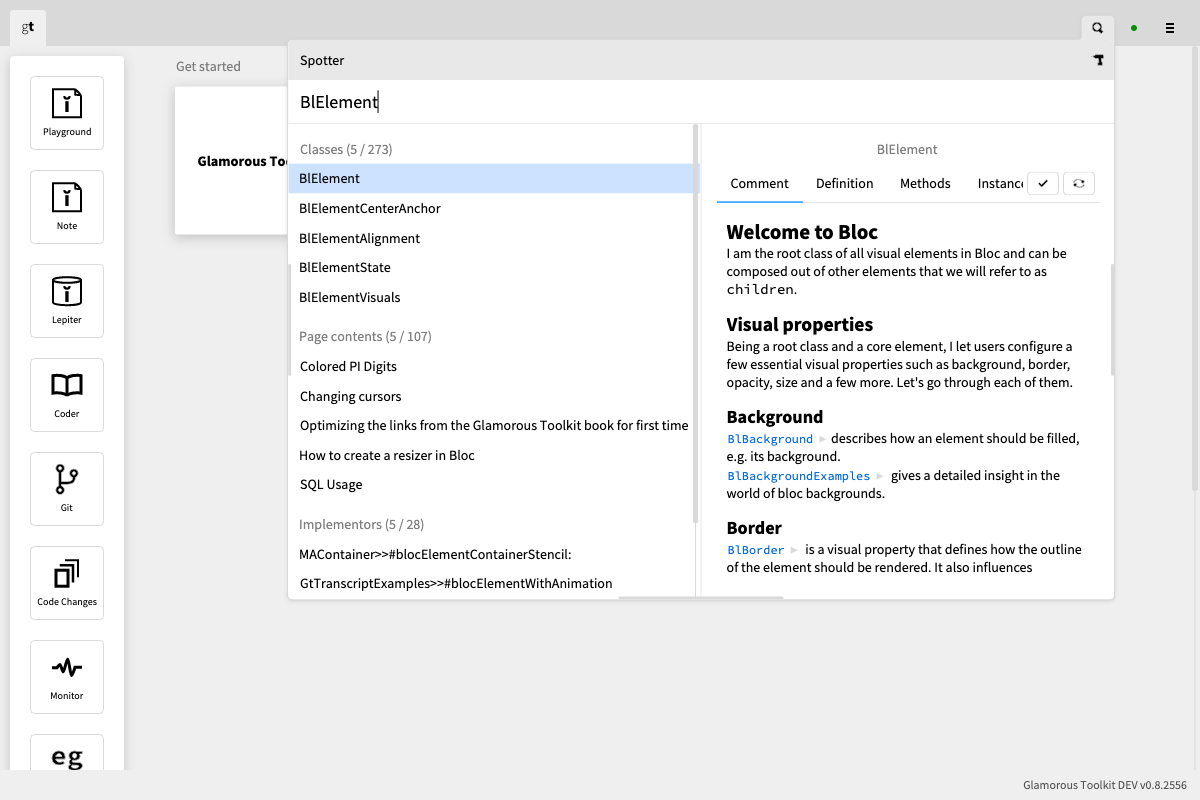 gt
Playground
Note
Lepiter
Coder
Git
Code Changes
Monitor
eg
Get started
Glamorous Too
Spotter
BlElement
Classes (5 / 273)
BlElement
BlElementCenterAnchor
BlElementAlignment
BlElementState
BlElementVisuals
Page contents (5 / 107)
Colored PI Digits
Changing cursors
Optimizing the links from the Glamorous Toolkit book for first time
How to create a resizer in Bloc
SQL Usage
Implementors (5 / 28)
MAContainer>>#blocElementContainerStencil:
GtTranscriptExamples>>#blocElementWithAnimation
BlElement
Comment Definition Methods Instance
Welcome to Bloc
I am the root class of all visual elements in Bloc and can be
composed out of other elements that we will refer to as
children.
Visual properties
Being a root class and a core element, I let users configure a
few essential visual properties such as background, border,
opacity, size and a few more. Let's go through each of them.
Background
BlBackground ▸ describes how an element should be filled,
e.g. its background.
BlBackgroundExamples ▸ gives a detailed insight in the
world of bloc backgrounds.
Border
BlBorder ▸ is a visual property that defines how the outline
of the element should be rendered. It also influences
Glamorous Toolkit DEV v0.8.2556